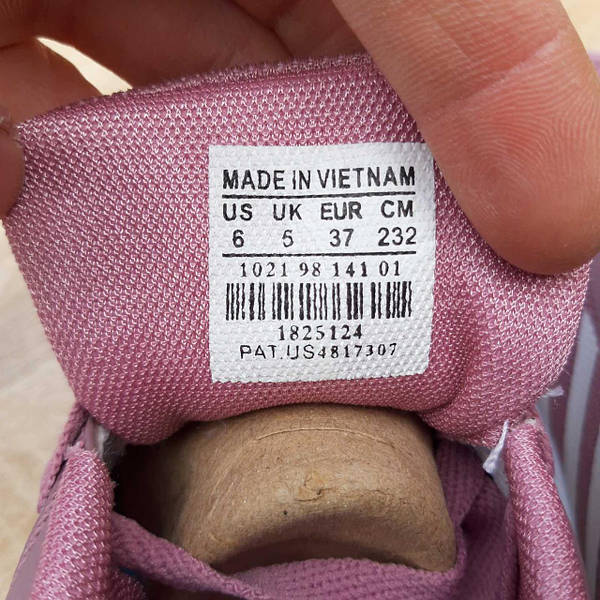 MADE IN VIETNAM
US UK EUR CM
6 5 37 232
1021 98 141 01
1825124
PAT.US4817307